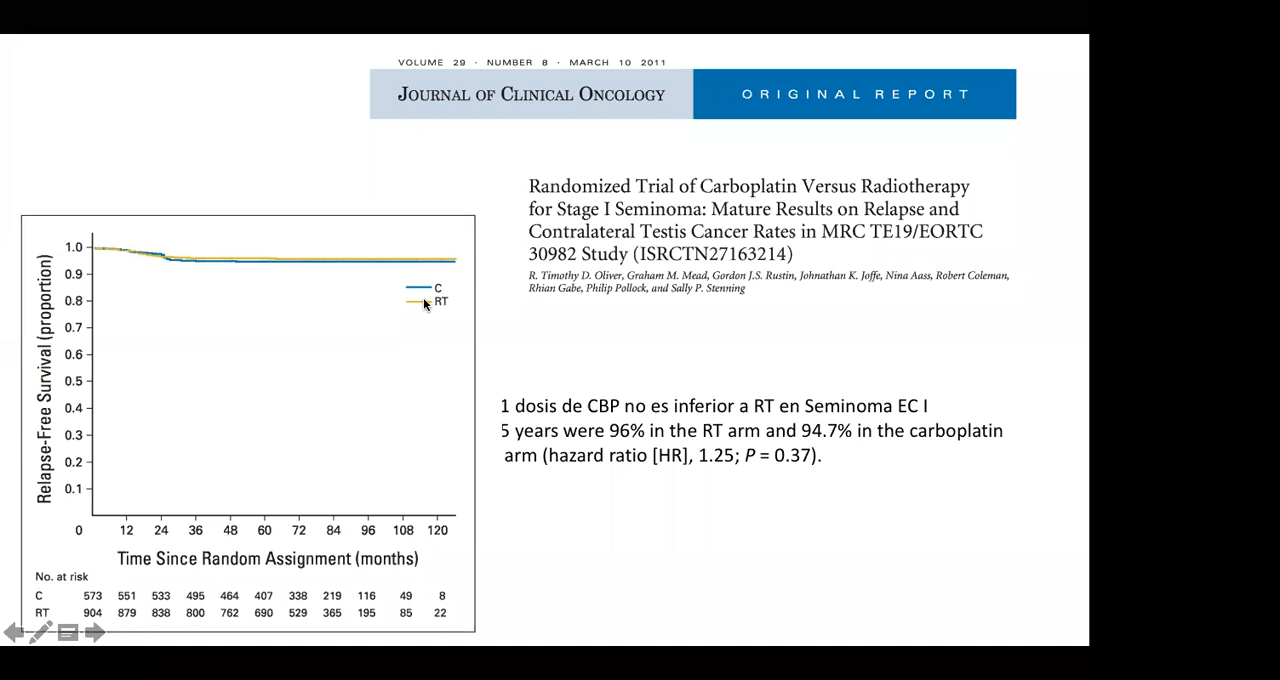 VOLUME 29 · NUMBER 8 · MARCH 10 2011
JOURNAL OF CLINICAL ONCOLOGY
ORIGINAL REPORT
Randomized Trial of Carboplatin Versus Radiotherapy
for Stage I Seminoma: Mature Results on Relapse and
Contralateral Testis Cancer Rates in MRC TE19/EORTC
30982 Study (ISRCTN27163214)
R. Timothy D. Oliver, Graham M. Mead, Gordon J.S. Rustin, Johnathan K. Joffe, Nina Aass, Robert Coleman,
Rhian Gabe, Philip Pollock, and Sally P. Stenning
Relapse-Free Survival (proportion)
1.0
0.9
0.8
0.7
0.6
0.5
0.4
0.3
0.2
0.1
C
RT
0 12 24 36 48 60 72 84 96 108 120
Time Since Random Assignment (months)
No. at risk
C 573 551 533 495 464 407 338 219 116 49 8
RT 904 879 838 800 762 690 529 365 195 85 22
1 dosis de CBP no es inferior a RT en Seminoma EC I
5 years were 96% in the RT arm and 94.7% in the carboplatin
arm (hazard ratio [HR], 1.25; P = 0.37).